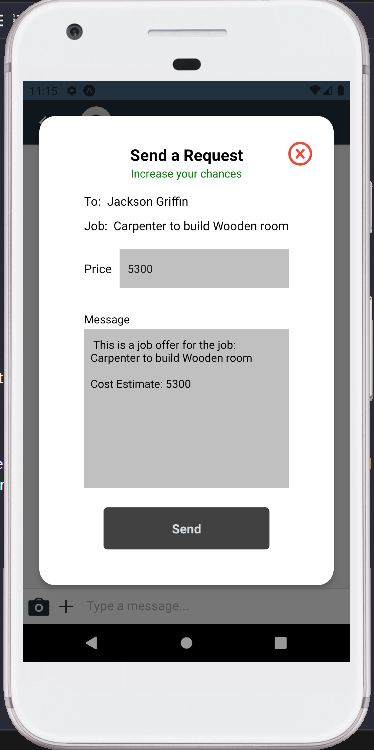 11:15
Send a Request
Increase your chances
To: Jackson Griffin
Job: Carpenter to build Wooden room
Price 5300
Message
This is a job offer for the job:
Carpenter to build Wooden room
Cost Estimate: 5300
Send
Type a message...